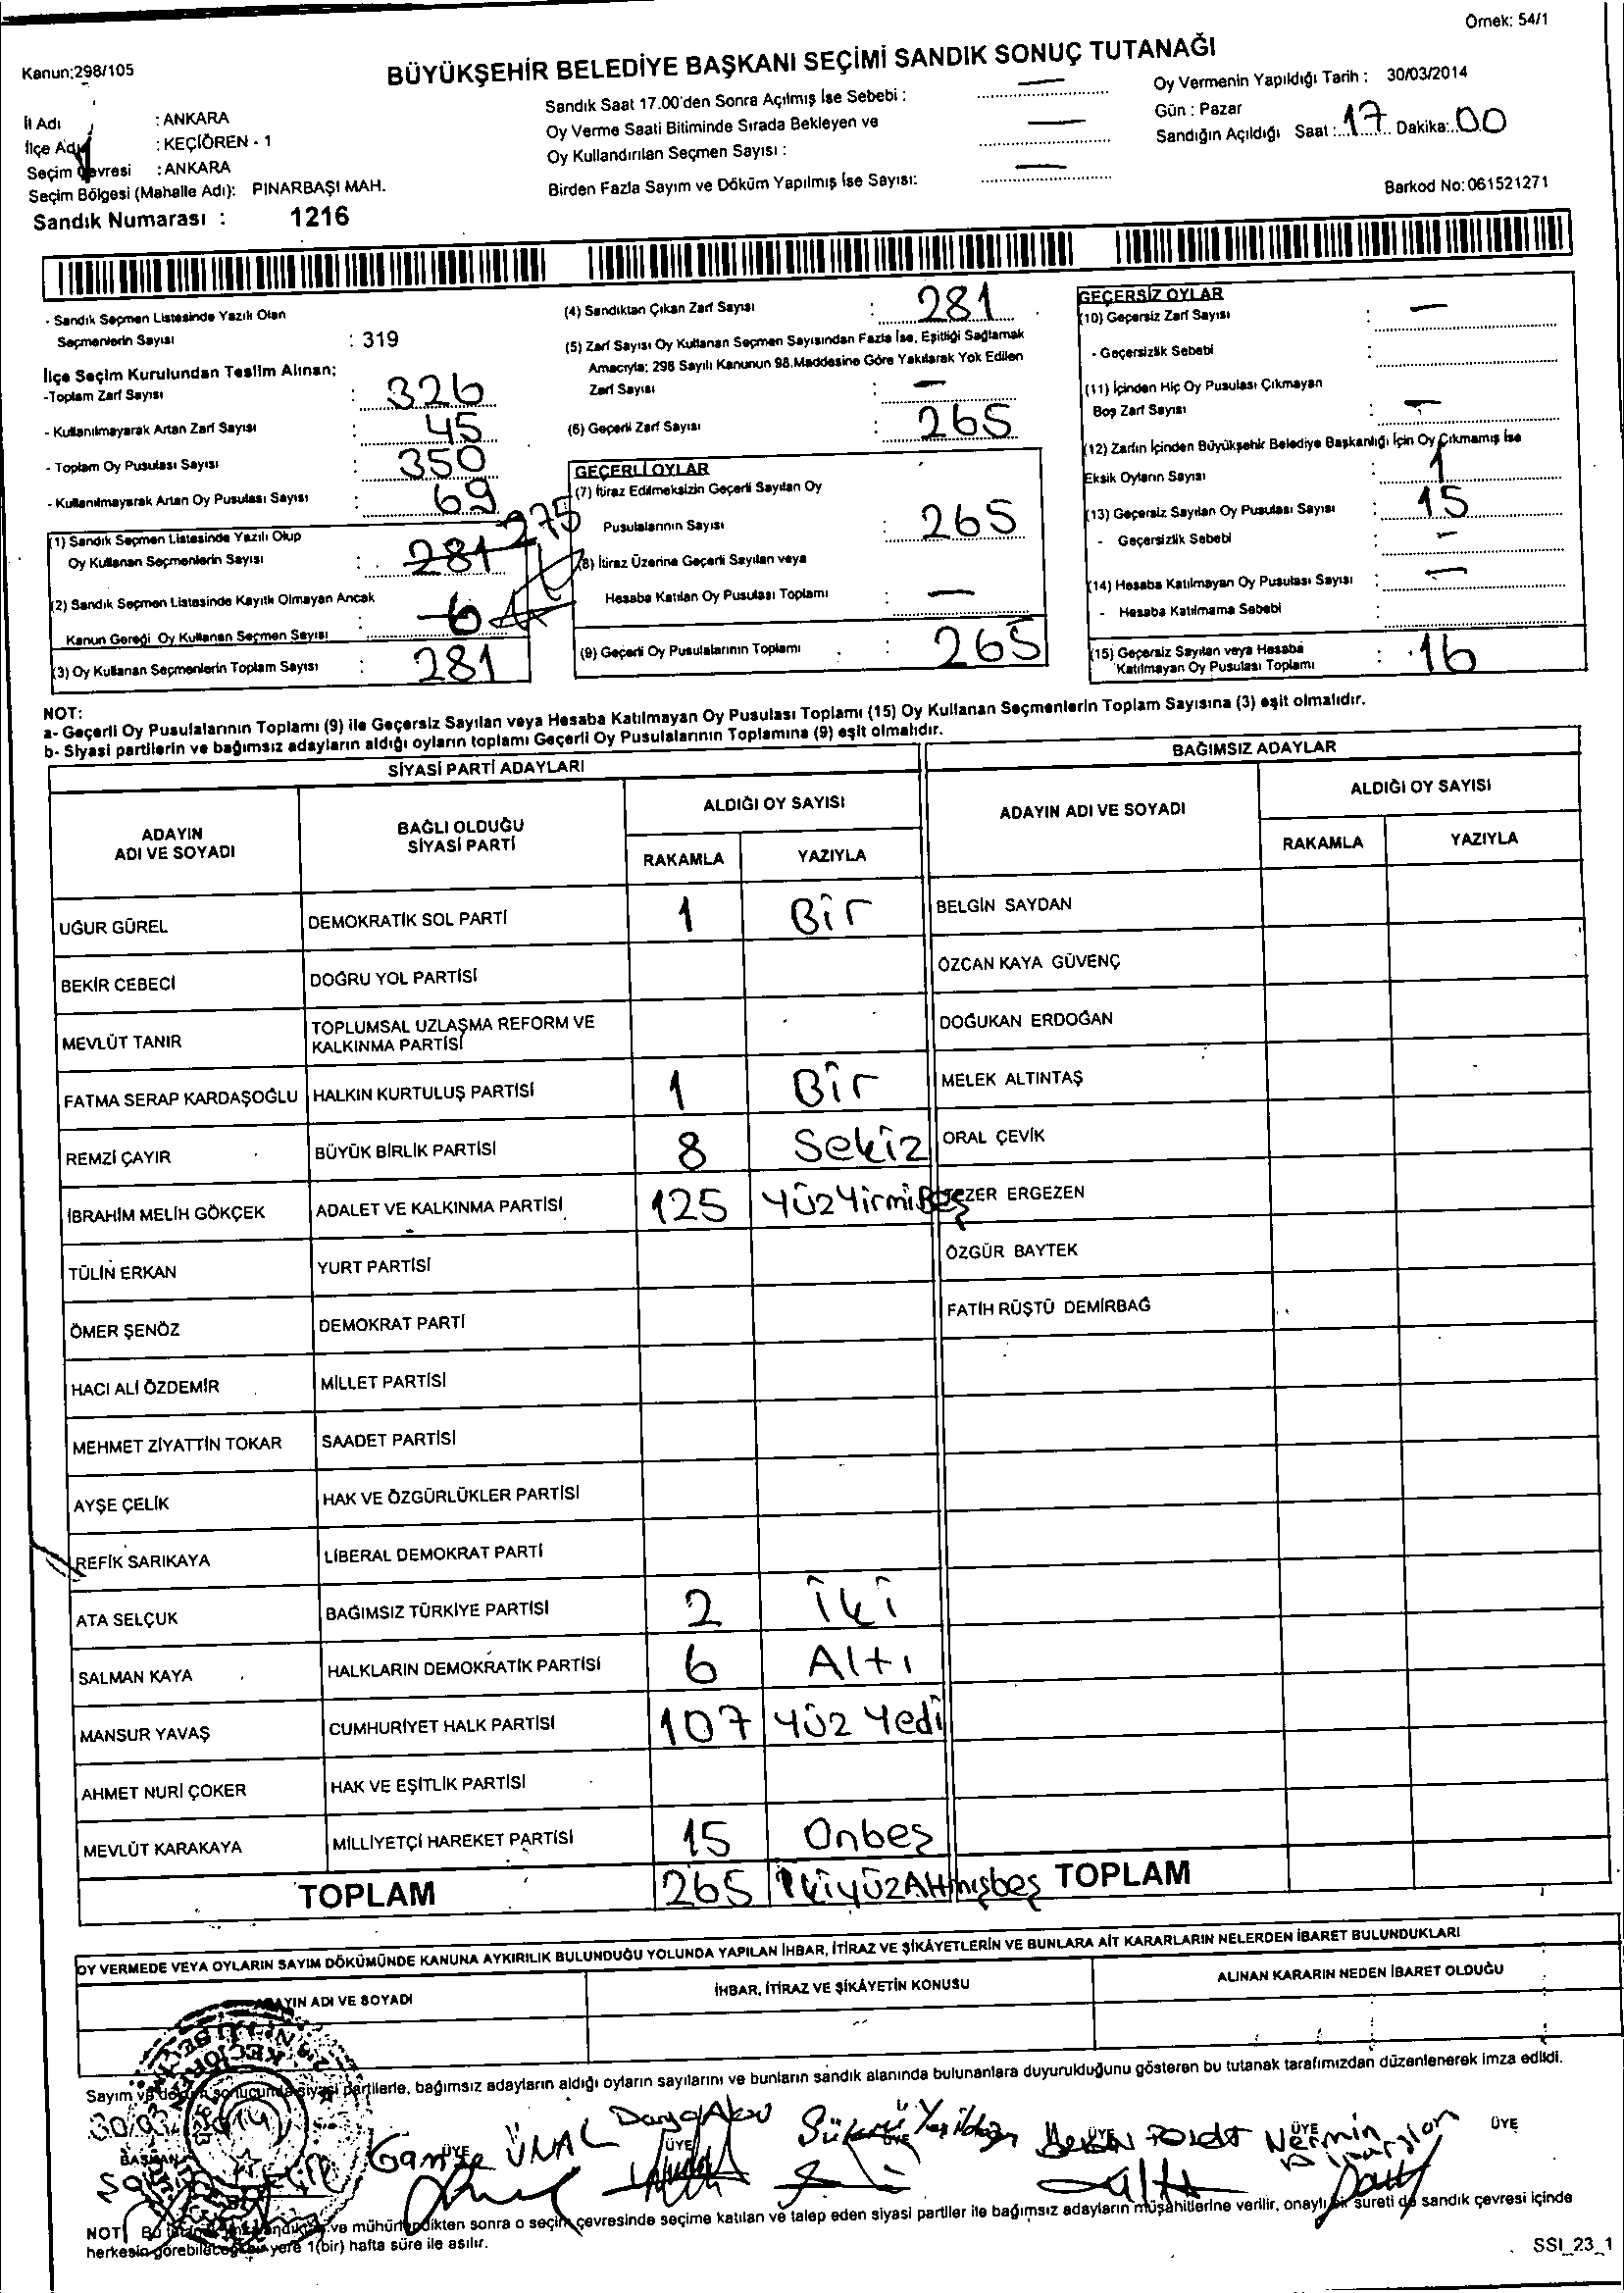 Örnek: 54/1
Kanun:298/105
BÜYÜKŞEHİR BELEDİYE BAŞKANI SEÇİMİ SANDIK SONUÇ TUTANAĞI
İl Adı : ANKARA
İlçe Adı : KEÇİÖREN - 1
Seçim Çevresi : ANKARA
Seçim Bölgesi (Mahalle Adı): PINARBAŞI MAH.
Sandık Numarası : 1216
Sandık Saat 17.00'den Sonra Açılmış İse Sebebi : —
Oy Verme Saati Bitiminde Sırada Bekleyen ve
Oy Kullandırılan Seçmen Sayısı : —
Birden Fazla Sayım ve Döküm Yapılmış İse Sayısı: —
Oy Vermenin Yapıldığı Tarih : 30/03/2014
Gün : Pazar
Sandığın Açıldığı Saat : 17 Dakika: 00
Barkod No: 061521271
- Sandık Seçmen Listesinde Yazılı Olan
Seçmenlerin Sayısı : 319
İlçe Seçim Kurulundan Teslim Alınan:
-Toplam Zarf Sayısı : 326
- Kullanılmayarak Artan Zarf Sayısı : 45
- Toplam Oy Pusulası Sayısı : 350
- Kullanılmayarak Artan Oy Pusulası Sayısı : 69
(1) Sandık Seçmen Listesinde Yazılı Olup
Oy Kullanan Seçmenlerin Sayısı : 281 275
(2) Sandık Seçmen Listesinde Kayıtlı Olmayan Ancak
Kanun Gereği Oy Kullanan Seçmen Sayısı : 6
(3) Oy Kullanan Seçmenlerin Toplam Sayısı : 281
(4) Sandıktan Çıkan Zarf Sayısı : 281
(5) Zarf Sayısı Oy Kullanan Seçmen Sayısından Fazla İse, Eşitliği Sağlamak
Amacıyla; 298 Sayılı Kanunun 98.Maddesine Göre Yakılarak Yok Edilen
Zarf Sayısı : —
(6) Geçerli Zarf Sayısı : 265
GEÇERLİ OYLAR
(7) İtiraz Edilmeksizin Geçerli Sayılan Oy
Pusulalarının Sayısı : 265
(8) İtiraz Üzerine Geçerli Sayılan veya
Hesaba Katılan Oy Pusulası Toplamı : —
(9) Geçerli Oy Pusulalarının Toplamı : 265
GEÇERSİZ OYLAR
(10) Geçersiz Zarf Sayısı : —
- Geçersizlik Sebebi :
(11) İçinden Hiç Oy Pusulası Çıkmayan
Boş Zarf Sayısı : —
(12) Zarfın İçinden Büyükşehir Belediye Başkanlığı İçin Oy Çıkmamış İse
Eksik Oyların Sayısı : 1
(13) Geçersiz Sayılan Oy Pusulası Sayısı : 15
- Geçersizlik Sebebi : —
(14) Hesaba Katılmayan Oy Pusulası Sayısı : —
- Hesaba Katılmama Sebebi :
(15) Geçersiz Sayılan veya Hesaba
Katılmayan Oy Pusulası Toplamı : 16
NOT:
a- Geçerli Oy Pusulalarının Toplamı (9) ile Geçersiz Sayılan veya Hesaba Katılmayan Oy Pusulası Toplamı (15) Oy Kullanan Seçmenlerin Toplam Sayısına (3) eşit olmalıdır.
b- Siyasi partilerin ve bağımsız adayların aldığı oyların toplamı Geçerli Oy Pusulalarının Toplamına (9) eşit olmalıdır.
SİYASİ PARTİ ADAYLARI
ADAYIN ADI VE SOYADI BAĞLI OLDUĞU SİYASİ PARTİ ALDIĞI OY SAYISI RAKAMLA YAZIYLA
UĞUR GÜREL DEMOKRATİK SOL PARTİ 1 Bir
BEKİR CEBECİ DOĞRU YOL PARTİSİ
MEVLÜT TANIR TOPLUMSAL UZLAŞMA REFORM VE KALKINMA PARTİSİ
FATMA SERAP KARDAŞOĞLU HALKIN KURTULUŞ PARTİSİ 1 Bir
REMZİ ÇAYIR BÜYÜK BİRLİK PARTİSİ 8 Sekiz
İBRAHİM MELİH GÖKÇEK ADALET VE KALKINMA PARTİSİ 125 YüzYirmiBeş
TÜLİN ERKAN YURT PARTİSİ
ÖMER ŞENÖZ DEMOKRAT PARTİ
HACI ALİ ÖZDEMİR MİLLET PARTİSİ
MEHMET ZİYATTİN TOKAR SAADET PARTİSİ
AYŞE ÇELİK HAK VE ÖZGÜRLÜKLER PARTİSİ
REFİK SARIKAYA LİBERAL DEMOKRAT PARTİ
ATA SELÇUK BAĞIMSIZ TÜRKİYE PARTİSİ 2 İki
SALMAN KAYA HALKLARIN DEMOKRATİK PARTİSİ 6 Altı
MANSUR YAVAŞ CUMHURİYET HALK PARTİSİ 107 Yüz Yedi
AHMET NURİ ÇOKER HAK VE EŞİTLİK PARTİSİ
MEVLÜT KARAKAYA MİLLİYETÇİ HAREKET PARTİSİ 15 Onbeş
TOPLAM 265 İkiyüzAltmışbeş
BAĞIMSIZ ADAYLAR
ADAYIN ADI VE SOYADI ALDIĞI OY SAYISI RAKAMLA YAZIYLA
BELGİN SAYDAN
ÖZCAN KAYA GÜVENÇ
DOĞUKAN ERDOĞAN
MELEK ALTINTAŞ
ORAL ÇEVİK
ERGEZEN
ÖZGÜR BAYTEK
FATİH RÜŞTÜ DEMİRBAĞ
TOPLAM
OY VERMEDE VEYA OYLARIN SAYIM DÖKÜMÜNDE KANUNA AYKIRILIK BULUNDUĞU YOLUNDA YAPILAN İHBAR, İTİRAZ VE ŞİKÂYETLERİN VE BUNLARA AİT KARARLARIN NELERDEN İBARET BULUNDUKLARI
ADI VE SOYADI İHBAR, İTİRAZ VE ŞİKÂYETİN KONUSU ALINAN KARARIN NEDEN İBARET OLDUĞU
Sayım ve döküm sonucunda siyasi partilerle, bağımsız adayların aldığı oyların sayılarını ve bunların sandık alanında bulunanlara duyurulduğunu gösteren bu tutanak tarafımızdan düzenlenerek imza edildi.
30/03/2014
BAŞKAN ÜYE ÜYE ÜYE ÜYE ÜYE ÜYE
Gamze ÜNAL Nermin
NOT: Bu ve mühürlendikten sonra o seçim çevresinde seçime katılan ve talep eden siyasi partiler ile bağımsız adayların müşahitlerine verilir, onaylı bir sureti de sandık çevresi içinde
herkesin görebileceği bir yere 1(bir) hafta süre ile asılır.
SSI_23_1